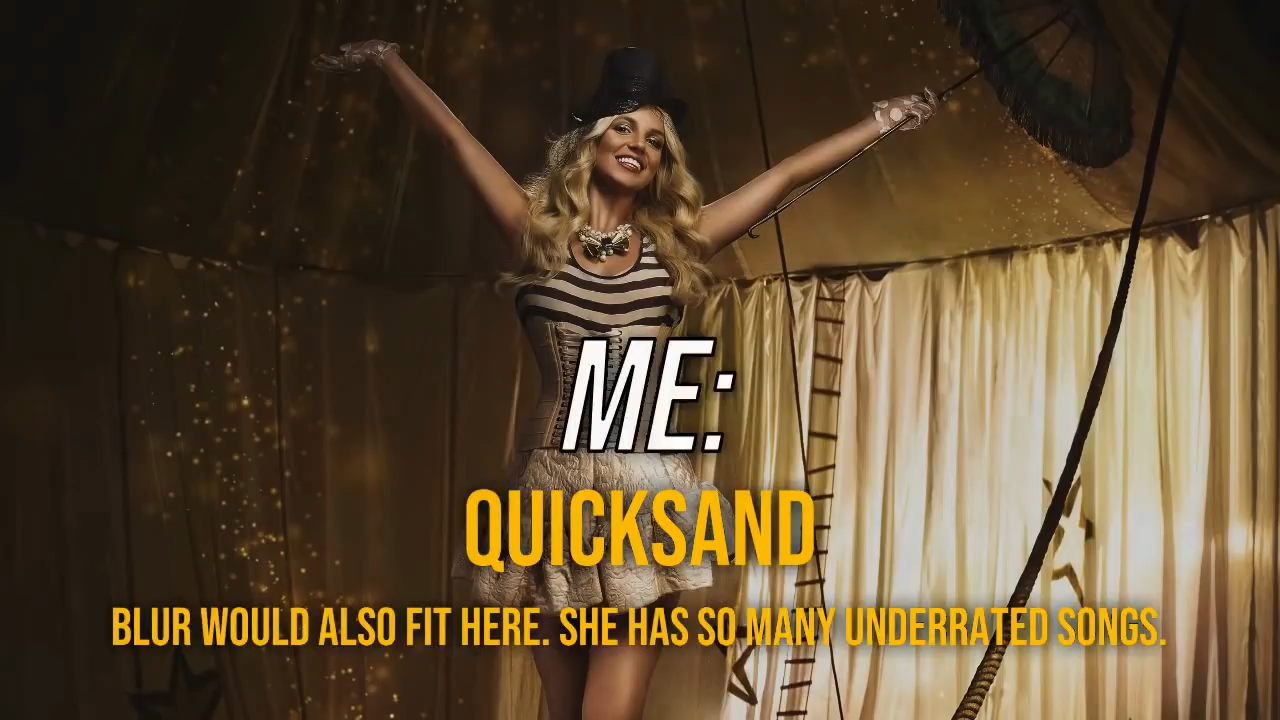 ME:
QUICKSAND
BLUR WOULD ALSO FIT HERE. SHE HAS SO MANY UNDERRATED SONGS.